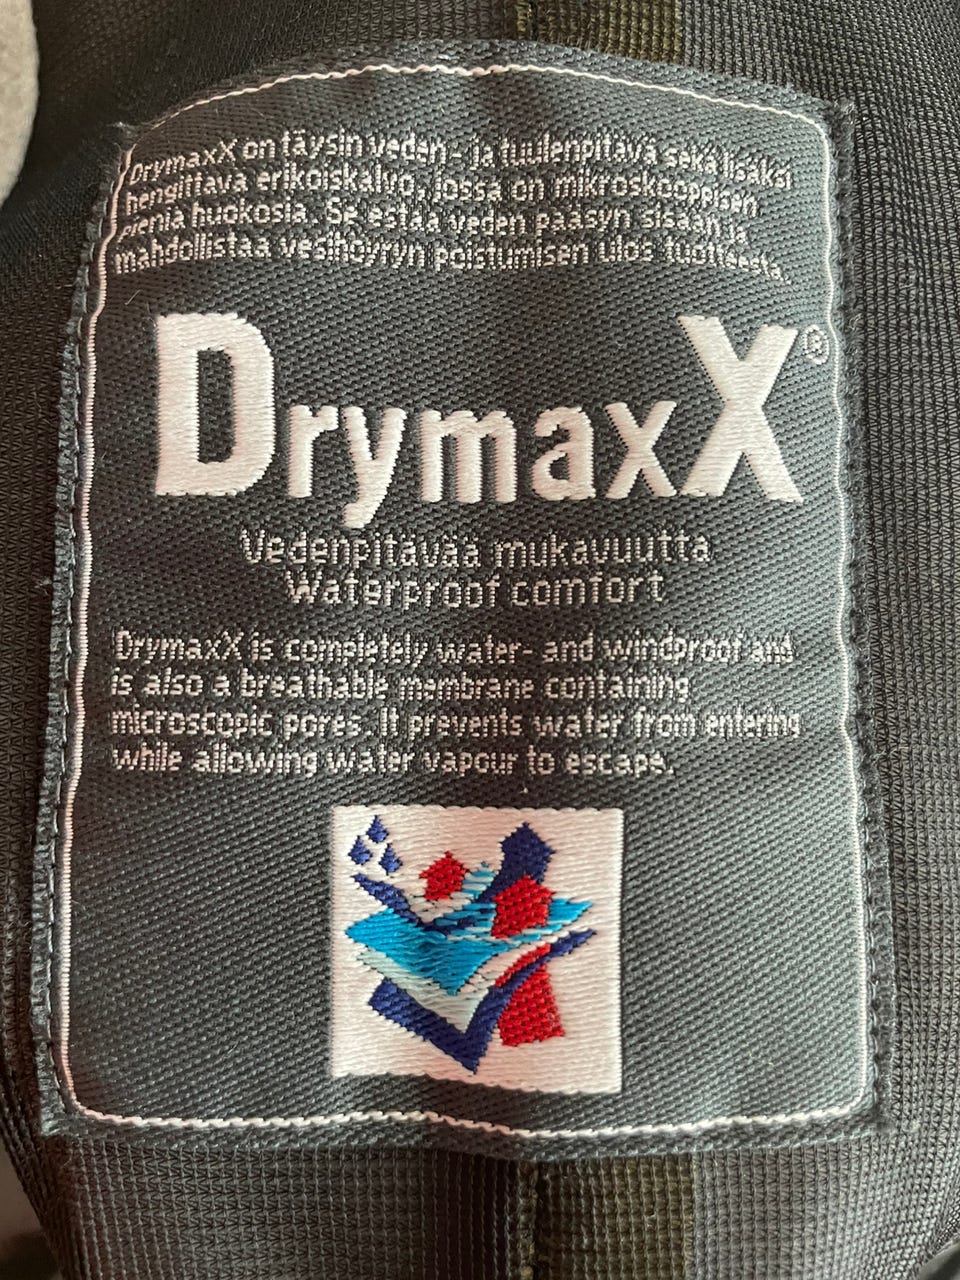 DrymaxX on täysin veden- ja tuulenpitävä sekä lisäksi
hengittävä erikoiskalvo, jossa on mikroskooppisen
pieniä huokosia. Se estää veden pääsyn sisään ja
mahdollistaa vesihöyryn poistumisen ulos tuotteesta.
DrymaxX®
Vedenpitävää mukavuutta
Waterproof comfort
DrymaxX is completely water- and windproof and
is also a breathable membrane containing
microscopic pores. It prevents water from entering
while allowing water vapour to escape.